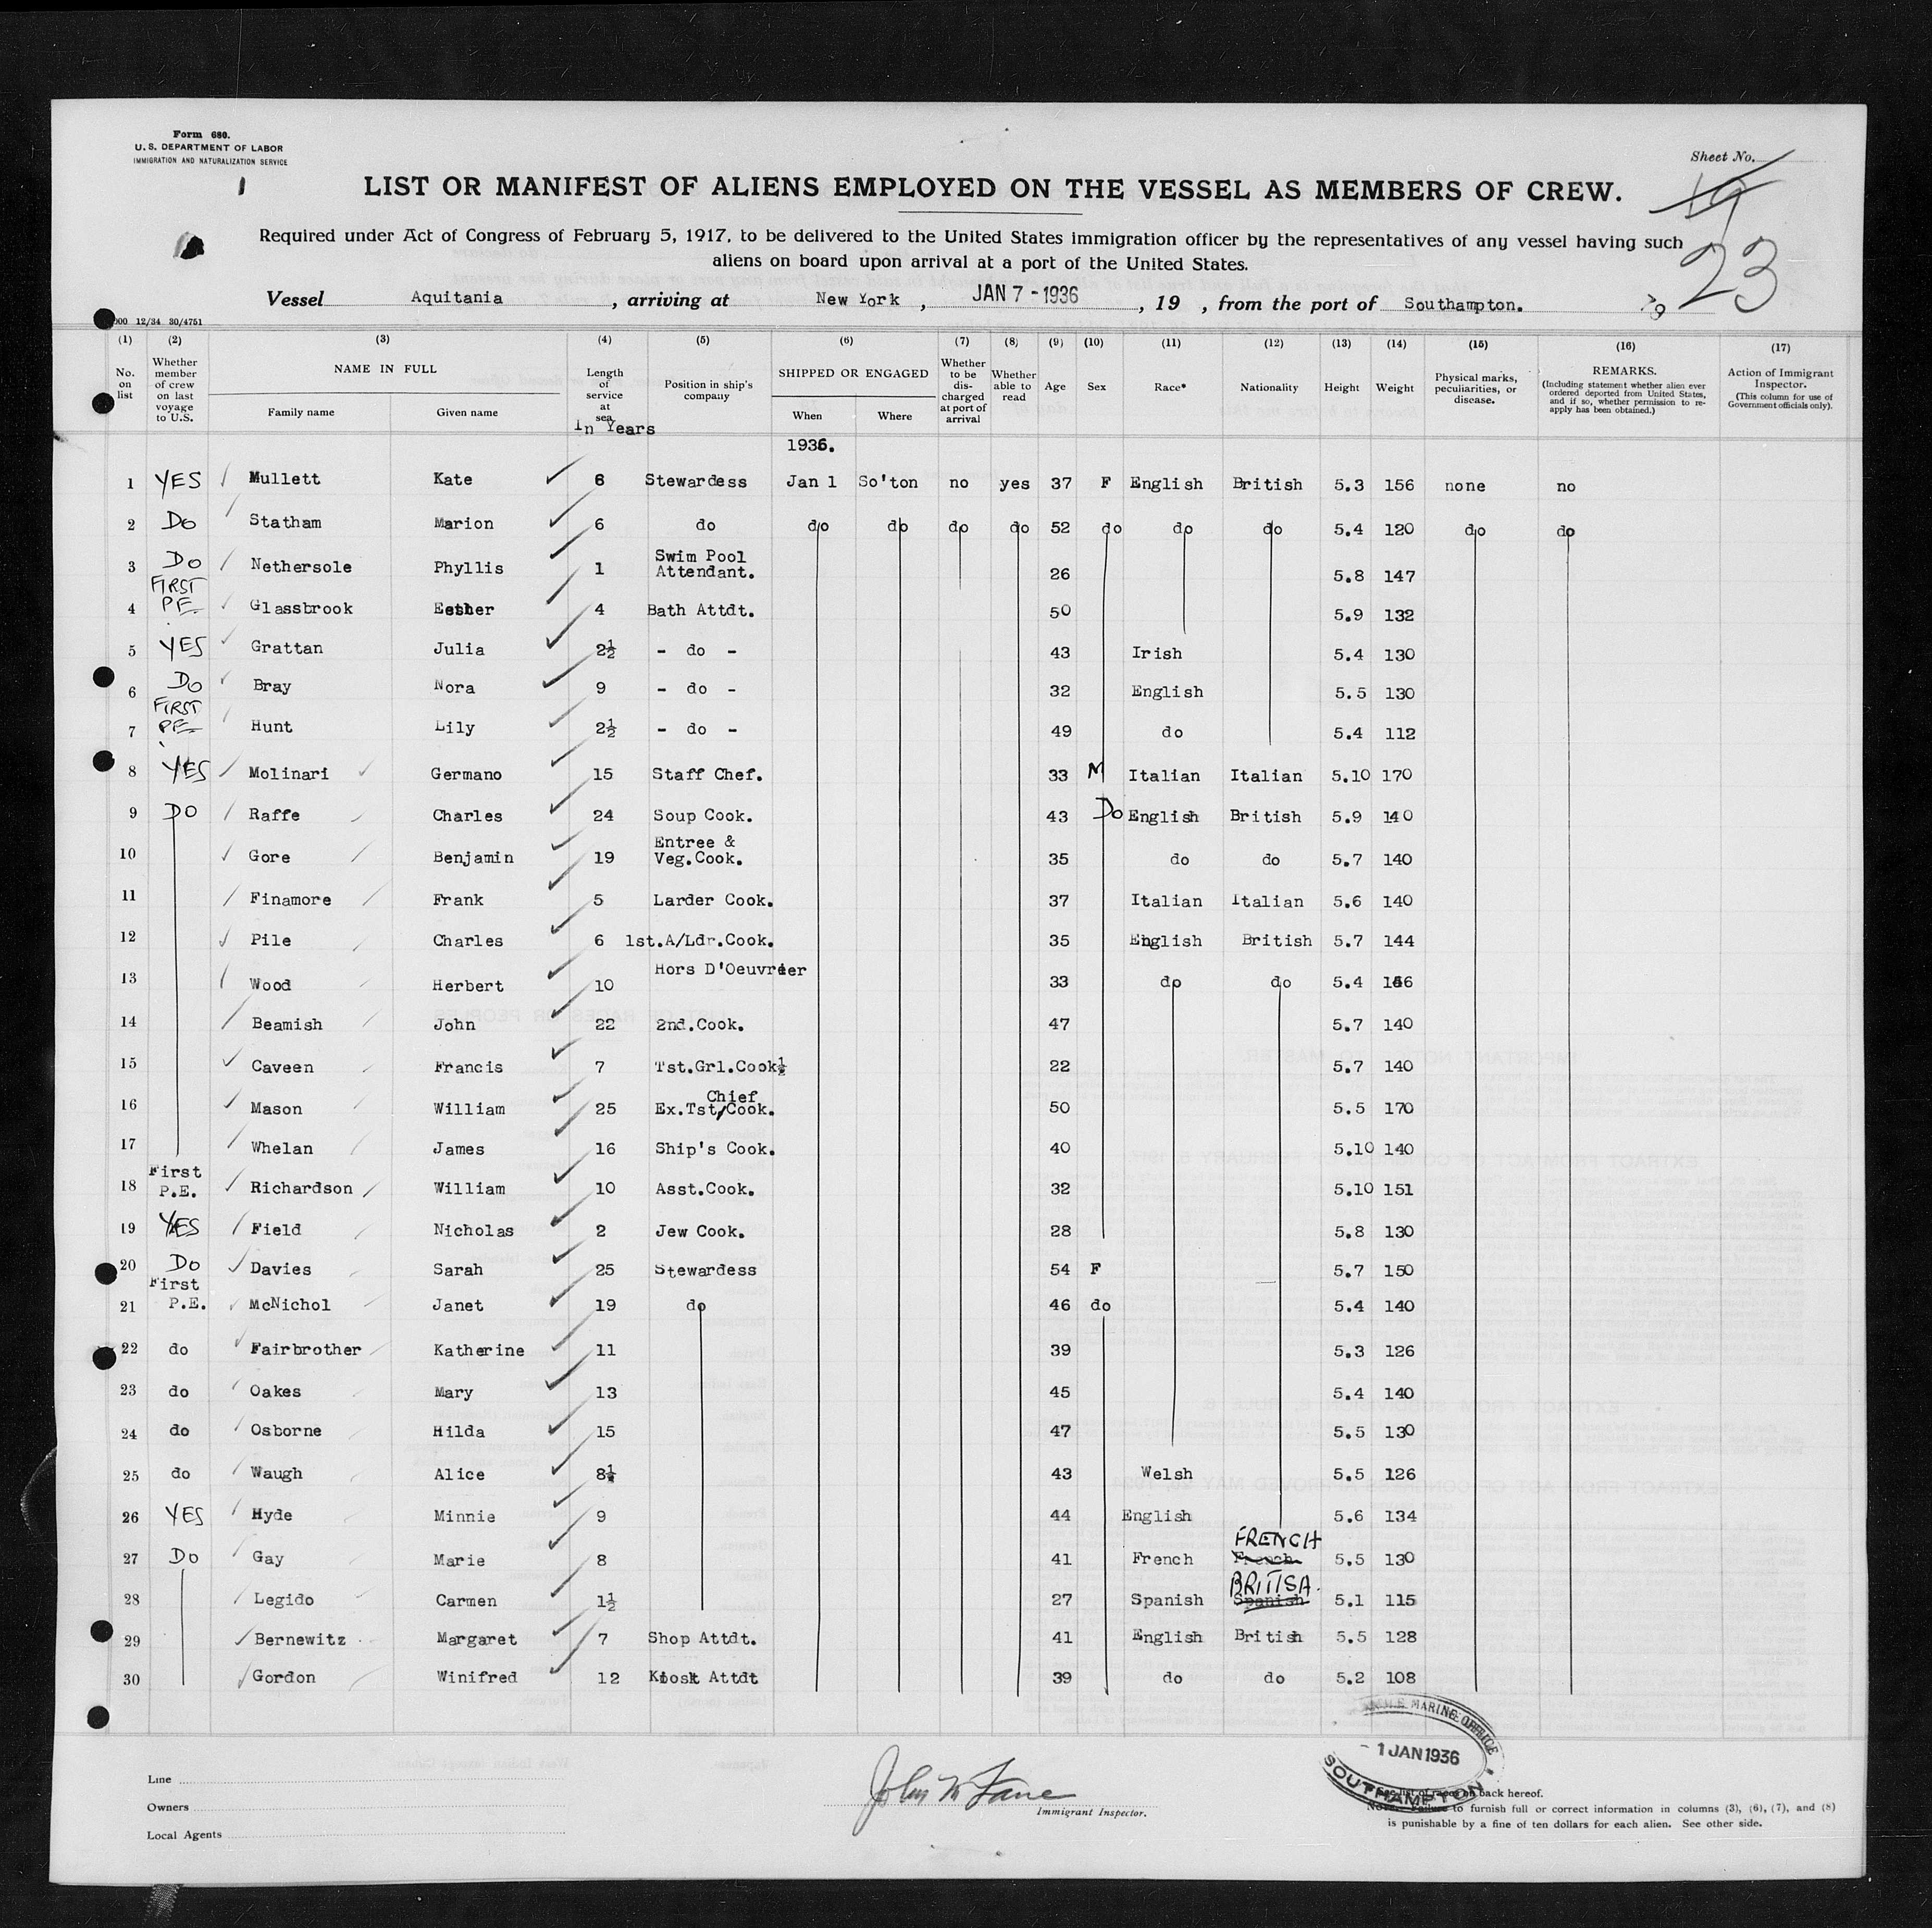 Form 680.
U. S. DEPARTMENT OF LABOR
IMMIGRATION AND NATURALIZATION SERVICE
Sheet No.
19
23
LIST OR MANIFEST OF ALIENS EMPLOYED ON THE VESSEL AS MEMBERS OF CREW.
Required under Act of Congress of February 5, 1917, to be delivered to the United States immigration officer by the representatives of any vessel having such
aliens on board upon arrival at a port of the United States.
Vessel Aquitania, arriving at New York, JAN 7 - 1936, 19 , from the port of Southampton.
000 12/34 30/4751
(1) No. on list
(2) Whether member of crew on last voyage to U.S.
(3) NAME IN FULL Family name Given name
(4) Length of service at sea In Years
(5) Position in ship's company
(6) SHIPPED OR ENGAGED When Where
(7) Whether to be discharged at port of arrival
(8) Whether able to read
(9) Age
(10) Sex
(11) Race*
(12) Nationality
(13) Height
(14) Weight
(15) Physical marks, peculiarities, or disease.
(16) REMARKS. (Including statement whether alien ever ordered deported from United States, and if so, whether permission to re-apply has been obtained.)
(17) Action of Immigrant Inspector. (This column for use of Government officials only).
1936.
1 YES Mullett Kate 6 Stewardess Jan 1 So'ton no yes 37 F English British 5.3 156 none no
2 Do Statham Marion 6 do do do do do 52 do do do 5.4 120 do do
3 Do Nethersole Phyllis 1 Swim Pool Attendant. 26 5.8 147
4 FIRST P.E. Glassbrook Esther 4 Bath Attdt. 50 5.9 132
5 YES Grattan Julia 2½ - do - 43 Irish 5.4 130
6 Do Bray Nora 9 - do - 32 English 5.5 130
7 FIRST P.E. Hunt Lily 2½ - do - 49 do 5.4 112
8 YES Molinari Germano 15 Staff Chef. 33 M Italian Italian 5.10 170
9 DO Raffe Charles 24 Soup Cook. 43 Do English British 5.9 140
10 Gore Benjamin 19 Entree & Veg.Cook. 35 do do 5.7 140
11 Finamore Frank 5 Larder Cook. 37 Italian Italian 5.6 140
12 Pile Charles 6 1st.A/Ldr.Cook. 35 English British 5.7 144
13 Wood Herbert 10 Hors D'Oeuvrier 33 do do 5.4
14 Beamish John 22 2nd.Cook. 47 5.7 140
15 Caveen Francis 7 Tst.Grl.Cook 22 5.7 140
16 Mason William 25 Ex.Tst/Chief Cook. 50 5.5 170
17 Whelan James 16 Ship's Cook. 40 5.10 140
18 First P.E. Richardson William 10 Asst.Cook. 32 5.10 151
19 YES Field Nicholas 2 Jew Cook. 28 5.8 130
20 Do Davies Sarah 25 Stewardess 54 F 5.7 150
21 First P.E. McNichol Janet 19 do 46 do 5.4 140
22 do Fairbrother Katherine 11 39 5.3 126
23 do Oakes Mary 13 45 5.4 140
24 do Osborne Hilda 15 47 5.5 130
25 do Waugh Alice 8½ 43 Welsh 5.5 126
26 YES Hyde Minnie 9 44 English 5.6 134
27 Do Gay Marie 8 41 French French FRENCH 5.5 130
28 Legido Carmen 1½ 27 Spanish Spanish BRITISH. 5.1 115
29 Bernewitz Margaret 7 Shop Attdt. 41 English British 5.5 128
30 Gordon Winifred 12 Kiosk Attdt 39 do do 5.2 108
MARINE OFFICE
- 1 JAN 1936
SOUTHAMPTON
Line
Owners
Local Agents
Immigrant Inspector.
See list of races on back hereof.
NOTE.—Failure to furnish full or correct information in columns (3), (6), (7), and (8)
is punishable by a fine of ten dollars for each alien. See other side.